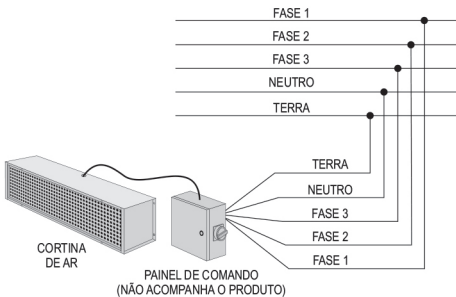 FASE 1
FASE 2
FASE 3
NEUTRO
TERRA
TERRA
NEUTRO
FASE 3
FASE 2
FASE 1
CORTINA
DE AR
PAINEL DE COMANDO
(NÃO ACOMPANHA O PRODUTO)